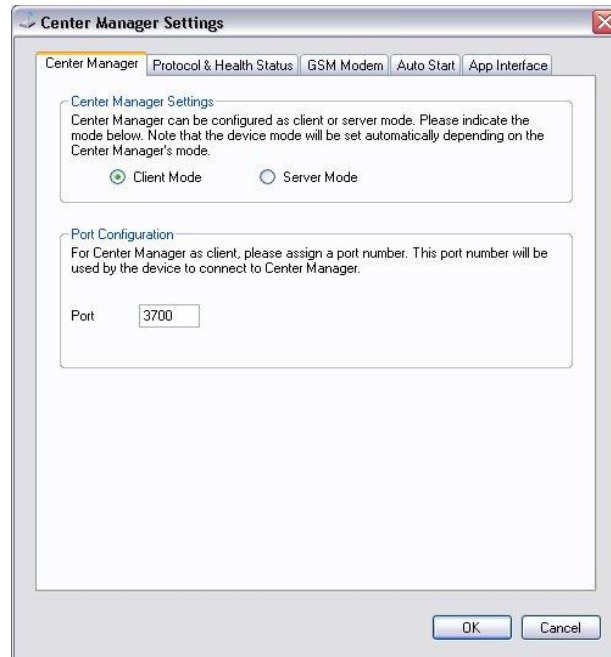 Center Manager Settings
Center Manager Protocol & Health Status GSM Modem Auto Start App Interface
Center Manager Settings
Center Manager can be configured as client or server mode. Please indicate the
mode below. Note that the device mode will be set automatically depending on the
Center Manager's mode.
Client Mode Server Mode
Port Configuration
For Center Manager as client, please assign a port number. This port number will be
used by the device to connect to Center Manager.
Port 3700
OK Cancel